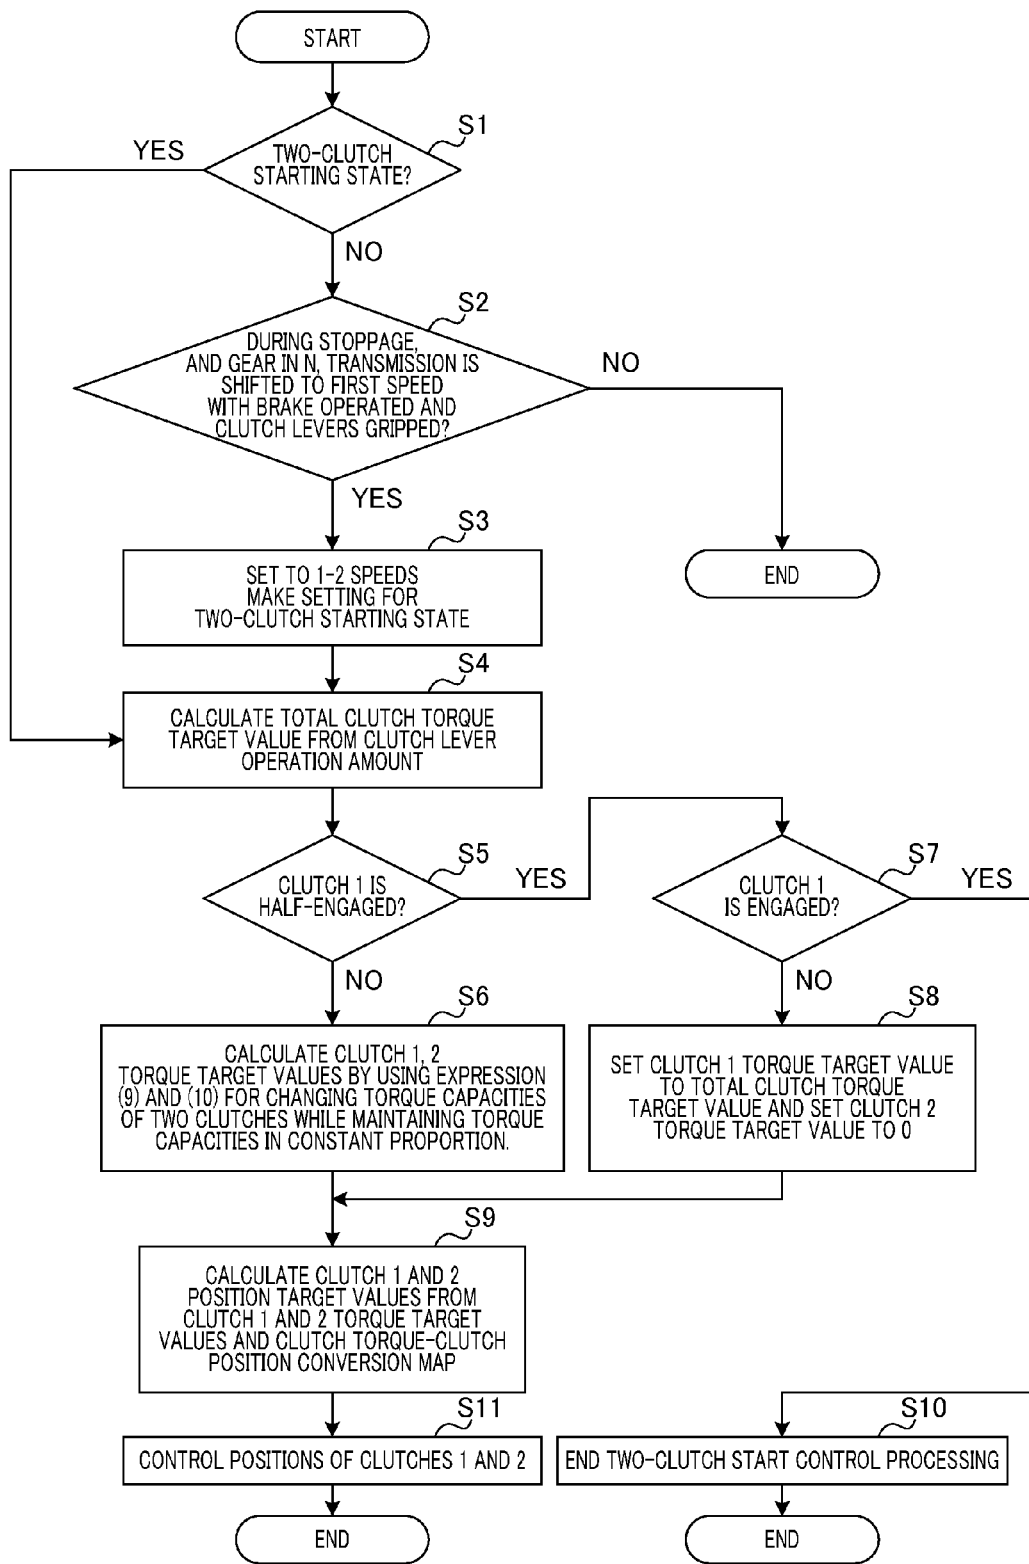 START
S1
YES
TWO-CLUTCH
STARTING STATE?
NO
S2
DURING STOPPAGE,
AND GEAR IN N, TRANSMISSION IS
SHIFTED TO FIRST SPEED
WITH BRAKE OPERATED AND
CLUTCH LEVERS GRIPPED?
NO
YES
S3
SET TO 1-2 SPEEDS
MAKE SETTING FOR
TWO-CLUTCH STARTING STATE
END
S4
CALCULATE TOTAL CLUTCH TORQUE
TARGET VALUE FROM CLUTCH LEVER
OPERATION AMOUNT
S5
CLUTCH 1 IS
HALF-ENGAGED?
YES
S7
CLUTCH 1
IS ENGAGED?
YES
NO
NO
S6
CALCULATE CLUTCH 1, 2
TORQUE TARGET VALUES BY USING EXPRESSION
(9) AND (10) FOR CHANGING TORQUE CAPACITIES
OF TWO CLUTCHES WHILE MAINTAINING TORQUE
CAPACITIES IN CONSTANT PROPORTION.
S8
SET CLUTCH 1 TORQUE TARGET VALUE
TO TOTAL CLUTCH TORQUE
TARGET VALUE AND SET CLUTCH 2
TORQUE TARGET VALUE TO 0
S9
CALCULATE CLUTCH 1 AND 2
POSITION TARGET VALUES FROM
CLUTCH 1 AND 2 TORQUE TARGET
VALUES AND CLUTCH TORQUE-CLUTCH
POSITION CONVERSION MAP
S11
CONTROL POSITIONS OF CLUTCHES 1 AND 2
S10
END TWO-CLUTCH START CONTROL PROCESSING
END
END